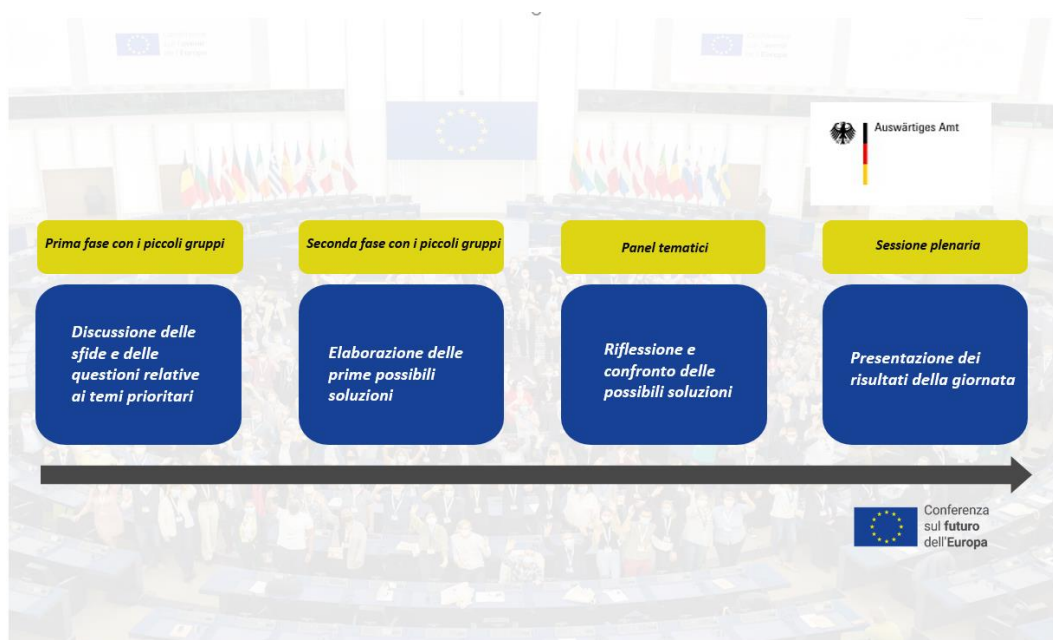 Auswärtiges Amt
Prima fase con i piccoli gruppi
Seconda fase con i piccoli gruppi
Panel tematici
Sessione plenaria
Discussione delle
sfide e delle
questioni relative
ai temi prioritari
Elaborazione delle
prime possibili
soluzioni
Riflessione e
confronto delle
possibili soluzioni
Presentazione dei
risultati della giornata
Conferenza
sul futuro
dell'Europa